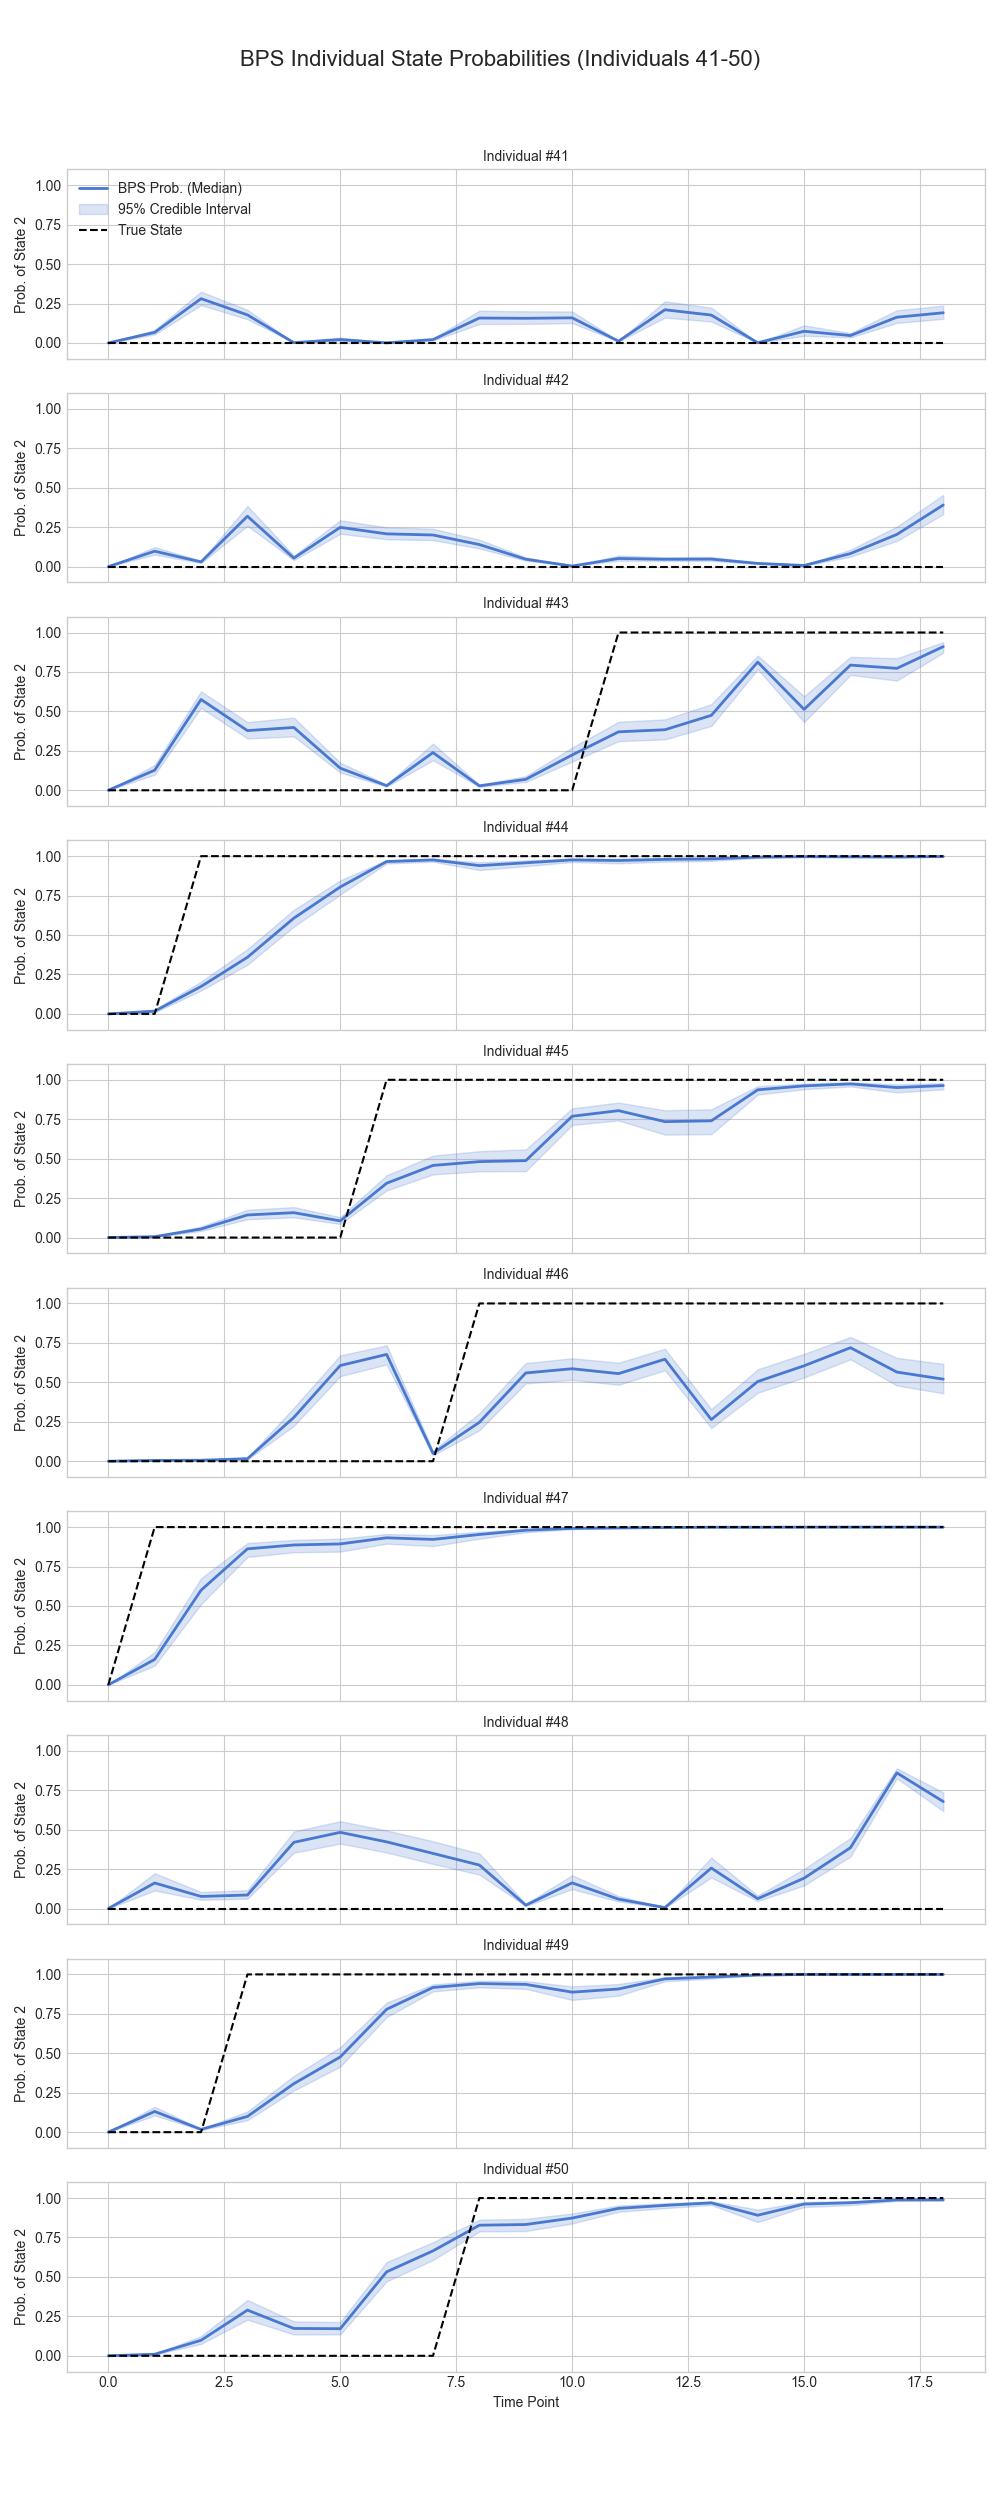 BPS Individual State Probabilities (Individuals 41-50)
Individual #41
1.00
0.75
0.50
0.25
0.00
Prob. of State 2
BPS Prob. (Median)
95% Credible Interval
True State
Individual #42
1.00
0.75
0.50
0.25
0.00
Prob. of State 2
Individual #43
1.00
0.75
0.50
0.25
0.00
Prob. of State 2
Individual #44
1.00
0.75
0.50
0.25
0.00
Prob. of State 2
Individual #45
1.00
0.75
0.50
0.25
0.00
Prob. of State 2
Individual #46
1.00
0.75
0.50
0.25
0.00
Prob. of State 2
Individual #47
1.00
0.75
0.50
0.25
0.00
Prob. of State 2
Individual #48
1.00
0.75
0.50
0.25
0.00
Prob. of State 2
Individual #49
1.00
0.75
0.50
0.25
0.00
Prob. of State 2
Individual #50
1.00
0.75
0.50
0.25
0.00
Prob. of State 2
0.0 2.5 5.0 7.5 10.0 12.5 15.0 17.5
Time Point